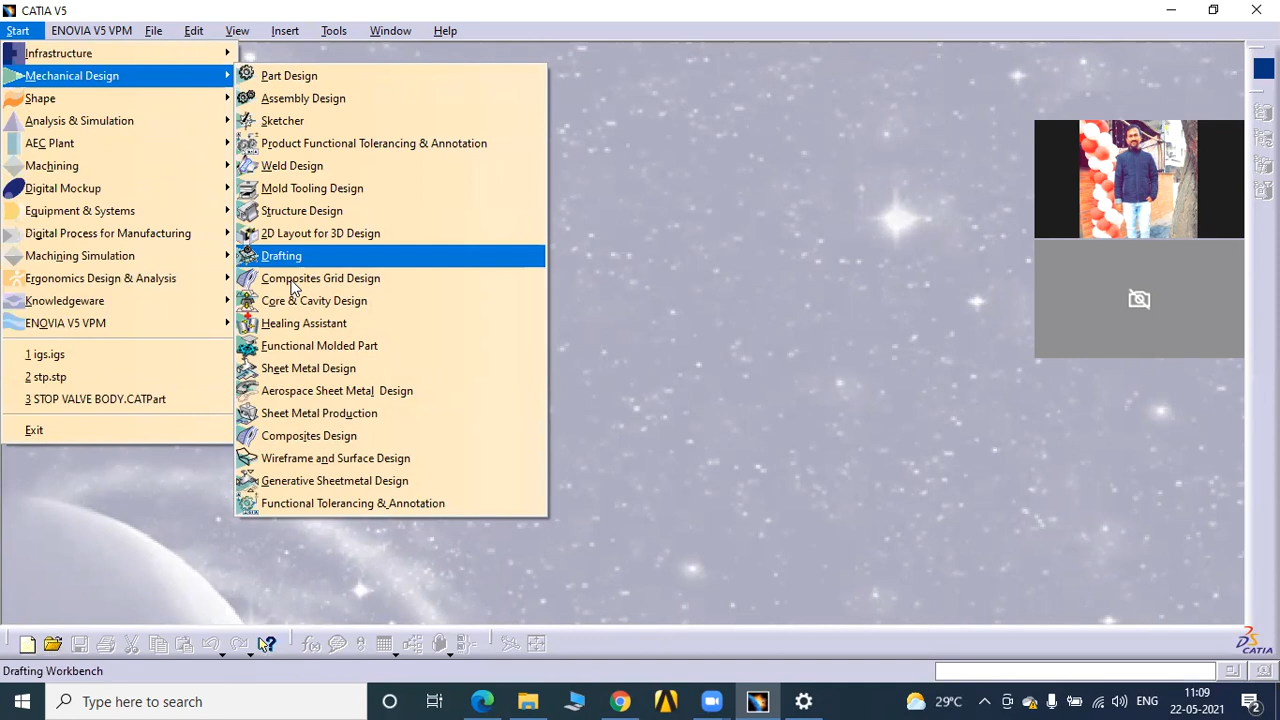 CATIA V5
Start ENOVIA V5 VPM File Edit View Insert Tools Window Help
Infrastructure
Mechanical Design
Shape
Analysis & Simulation
AEC Plant
Machining
Digital Mockup
Equipment & Systems
Digital Process for Manufacturing
Machining Simulation
Ergonomics Design & Analysis
Knowledgeware
ENOVIA V5 VPM
1 igs.igs
2 stp.stp
3 STOP VALVE BODY.CATPart
Exit
Part Design
Assembly Design
Sketcher
Product Functional Tolerancing & Annotation
Weld Design
Mold Tooling Design
Structure Design
2D Layout for 3D Design
Drafting
Composites Grid Design
Core & Cavity Design
Healing Assistant
Functional Molded Part
Sheet Metal Design
Aerospace Sheet Metal Design
Sheet Metal Production
Composites Design
Wireframe and Surface Design
Generative Sheetmetal Design
Functional Tolerancing & Annotation
f(x)
CATIA
Drafting Workbench
Type here to search
29°C ENG 11:09
22-05-2021
2